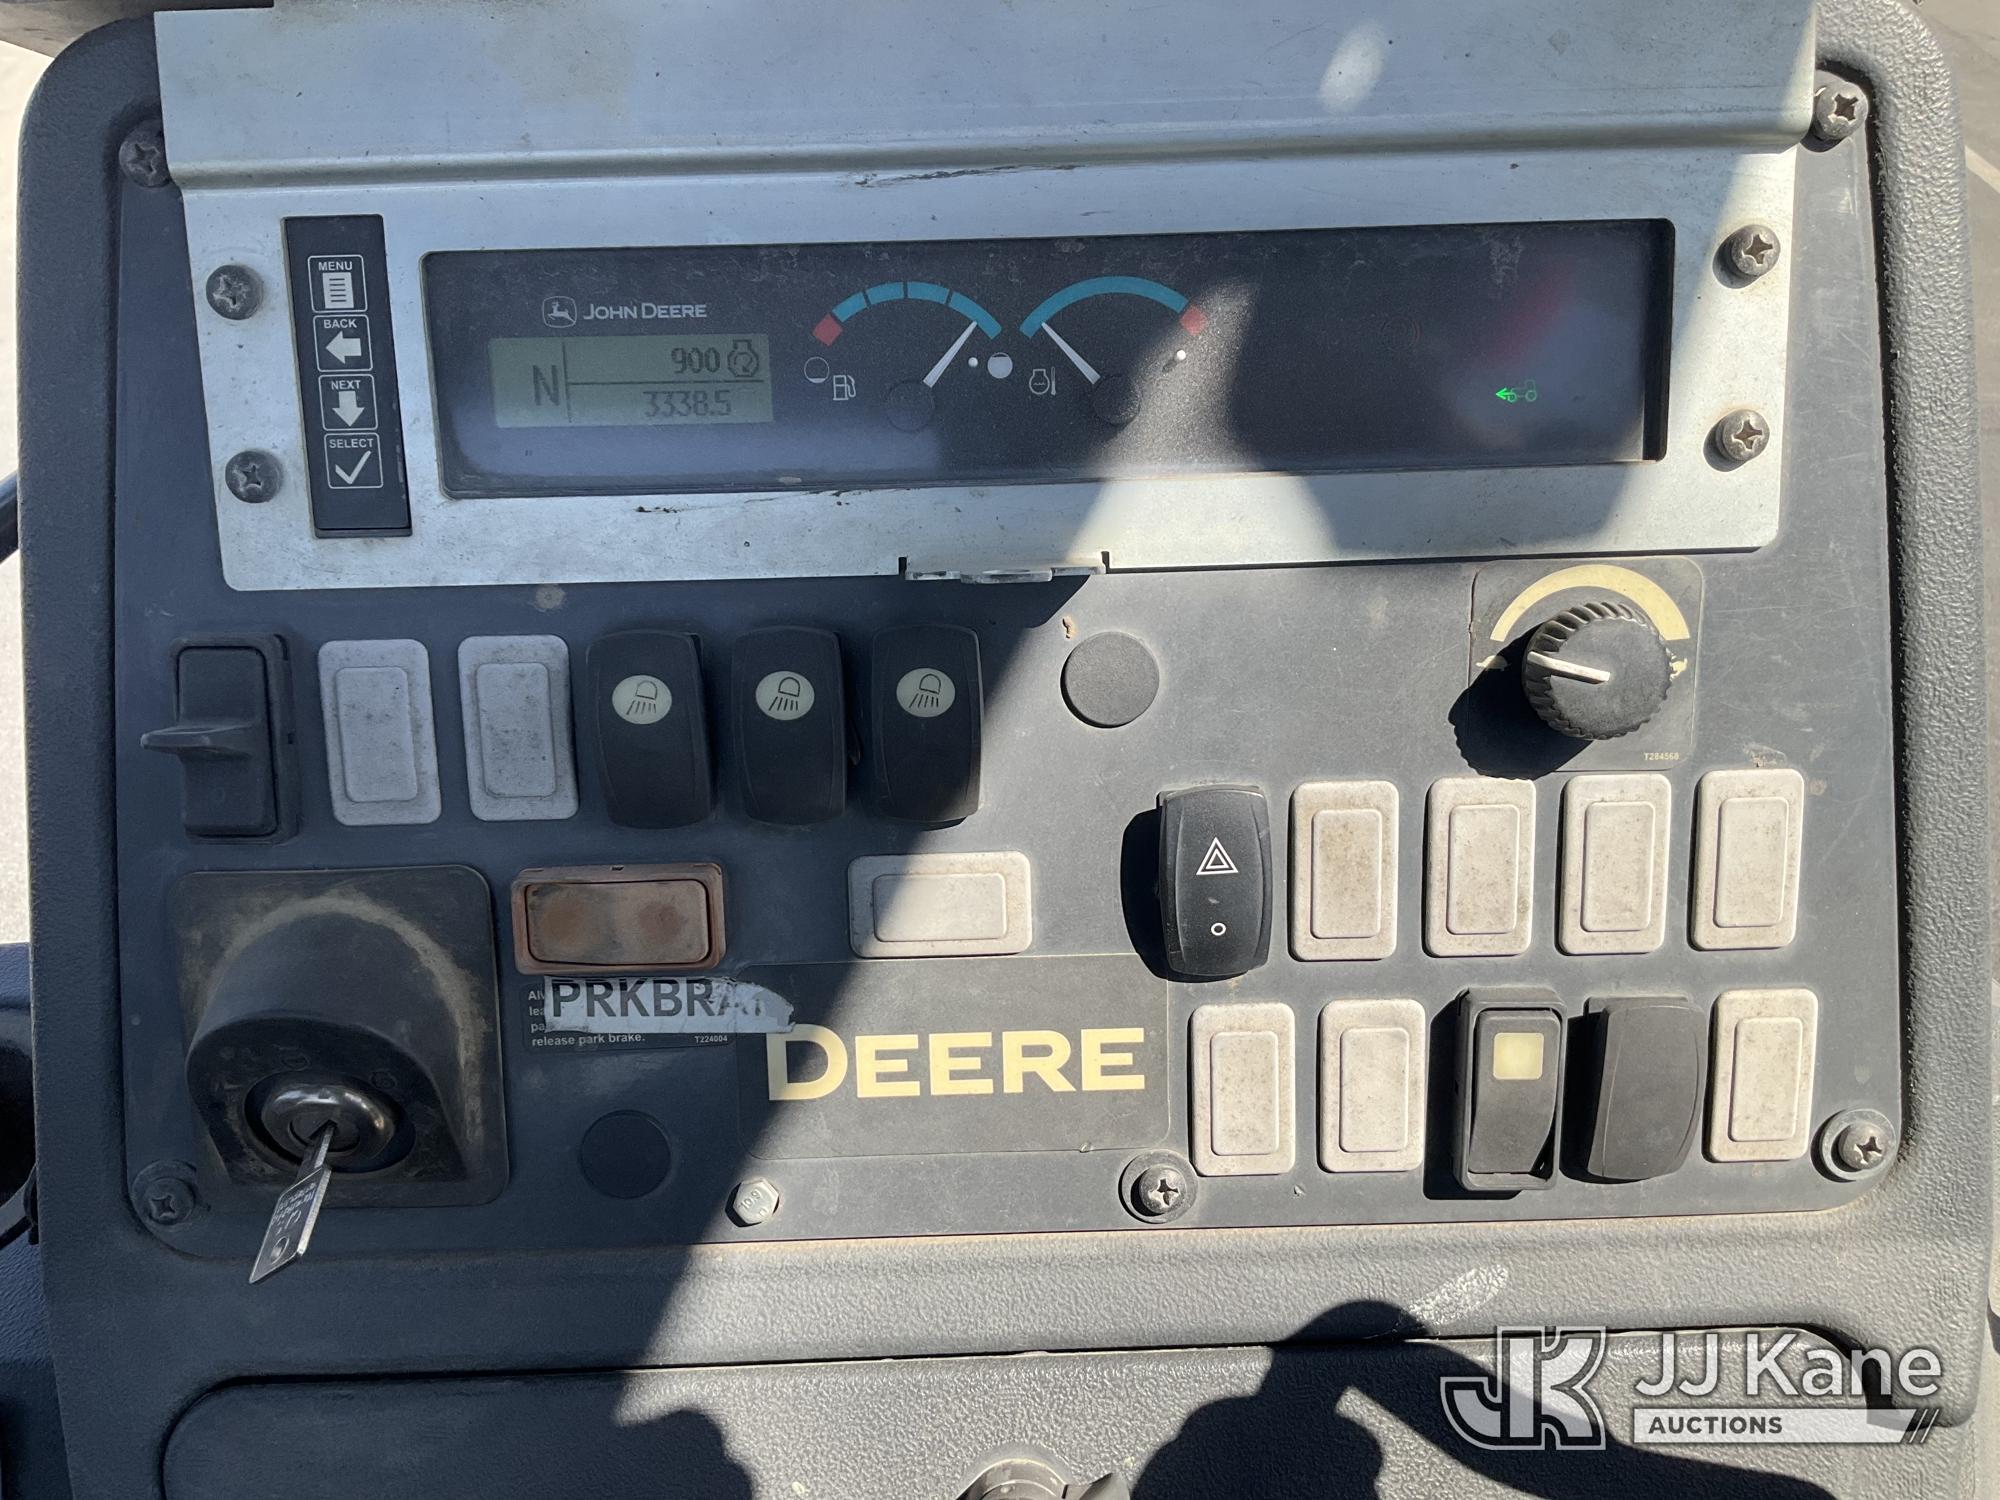 MENU
BACK
NEXT
SELECT
JOHN DEERE
N
900
3338.5
T284568
PRKBRA
release park brake.
T224004
DEERE
JJ Kane
AUCTIONS